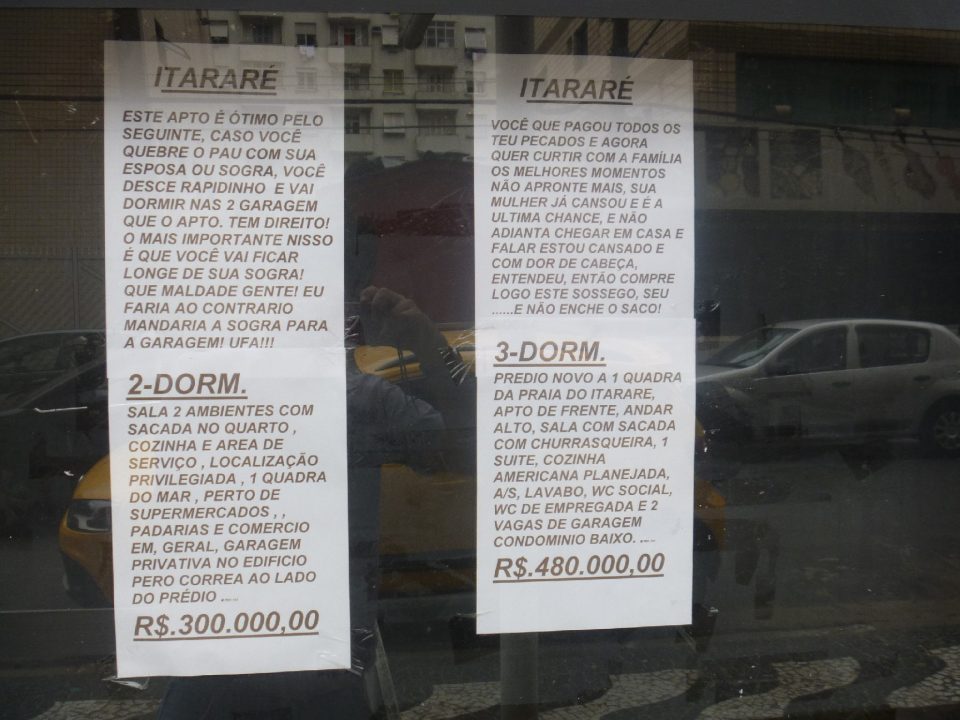 ITARARÉ
ESTE APTO É ÓTIMO PELO
SEGUINTE, CASO VOCÊ
QUEBRE O PAU COM SUA
ESPOSA OU SOGRA, VOCÊ
DESCE RAPIDINHO E VAI
DORMIR NAS 2 GARAGEM
QUE O APTO. TEM DIREITO!
O MAIS IMPORTANTE NISSO
É QUE VOCÊ VAI FICAR
LONGE DE SUA SOGRA!
QUE MALDADE GENTE! EU
FARIA AO CONTRARIO
MANDARIA A SOGRA PARA
A GARAGEM! UFA!!!
2-DORM.
SALA 2 AMBIENTES COM
SACADA NO QUARTO ,
COZINHA E AREA DE
SERVIÇO , LOCALIZAÇÃO
PRIVILEGIADA , 1 QUADRA
DO MAR , PERTO DE
SUPERMERCADOS , ,
PADARIAS E COMERCIO
EM, GERAL, GARAGEM
PRIVATIVA NO EDIFICIO
PERO CORREA AO LADO
DO PRÉDIO
R$.300.000,00
ITARARÉ
VOCÊ QUE PAGOU TODOS OS
TEU PECADOS E AGORA
QUER CURTIR COM A FAMÍLIA
OS MELHORES MOMENTOS
NÃO APRONTE MAIS, SUA
MULHER JÁ CANSOU E É A
ULTIMA CHANCE, E NÃO
ADIANTA CHEGAR EM CASA E
FALAR ESTOU CANSADO E
COM DOR DE CABEÇA,
ENTENDEU, ENTÃO COMPRE
LOGO ESTE SOSSEGO, SEU
......E NÃO ENCHE O SACO!
3-DORM.
PREDIO NOVO A 1 QUADRA
DA PRAIA DO ITARARE,
APTO DE FRENTE, ANDAR
ALTO, SALA COM SACADA
COM CHURRASQUEIRA, 1
SUITE, COZINHA
AMERICANA PLANEJADA,
A/S, LAVABO, WC SOCIAL,
WC DE EMPREGADA E 2
VAGAS DE GARAGEM
CONDOMINIO BAIXO.
R$.480.000,00